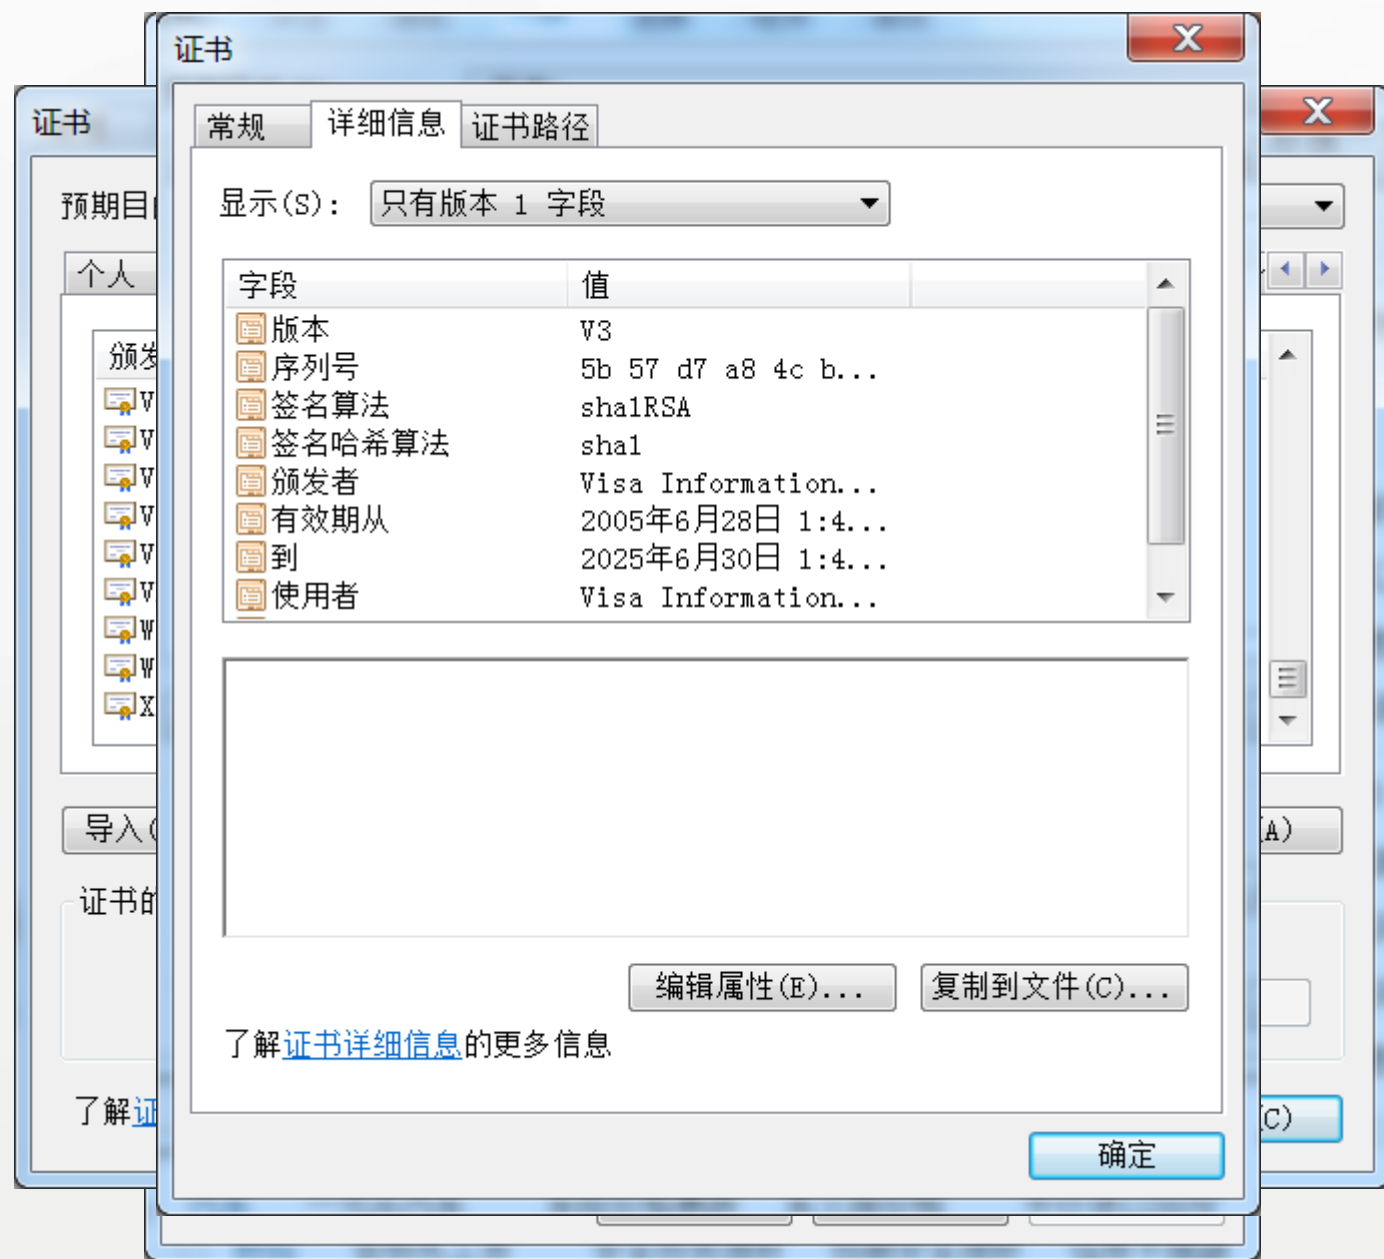 证书
常规 详细信息 证书路径
显示(S): 只有版本 1 字段
字段 值
版本 V3
序列号 5b 57 d7 a8 4c b...
签名算法 sha1RSA
签名哈希算法 sha1
颁发者 Visa Information...
有效期从 2005年6月28日 1:4...
到 2025年6月30日 1:4...
使用者 Visa Information...
编辑属性(E)... 复制到文件(C)...
了解证书详细信息的更多信息
确定
证书
预期目
个人
颁发
V
V
V
V
V
V
W
W
X
导入(
(A)
证书的
了解证
(C)